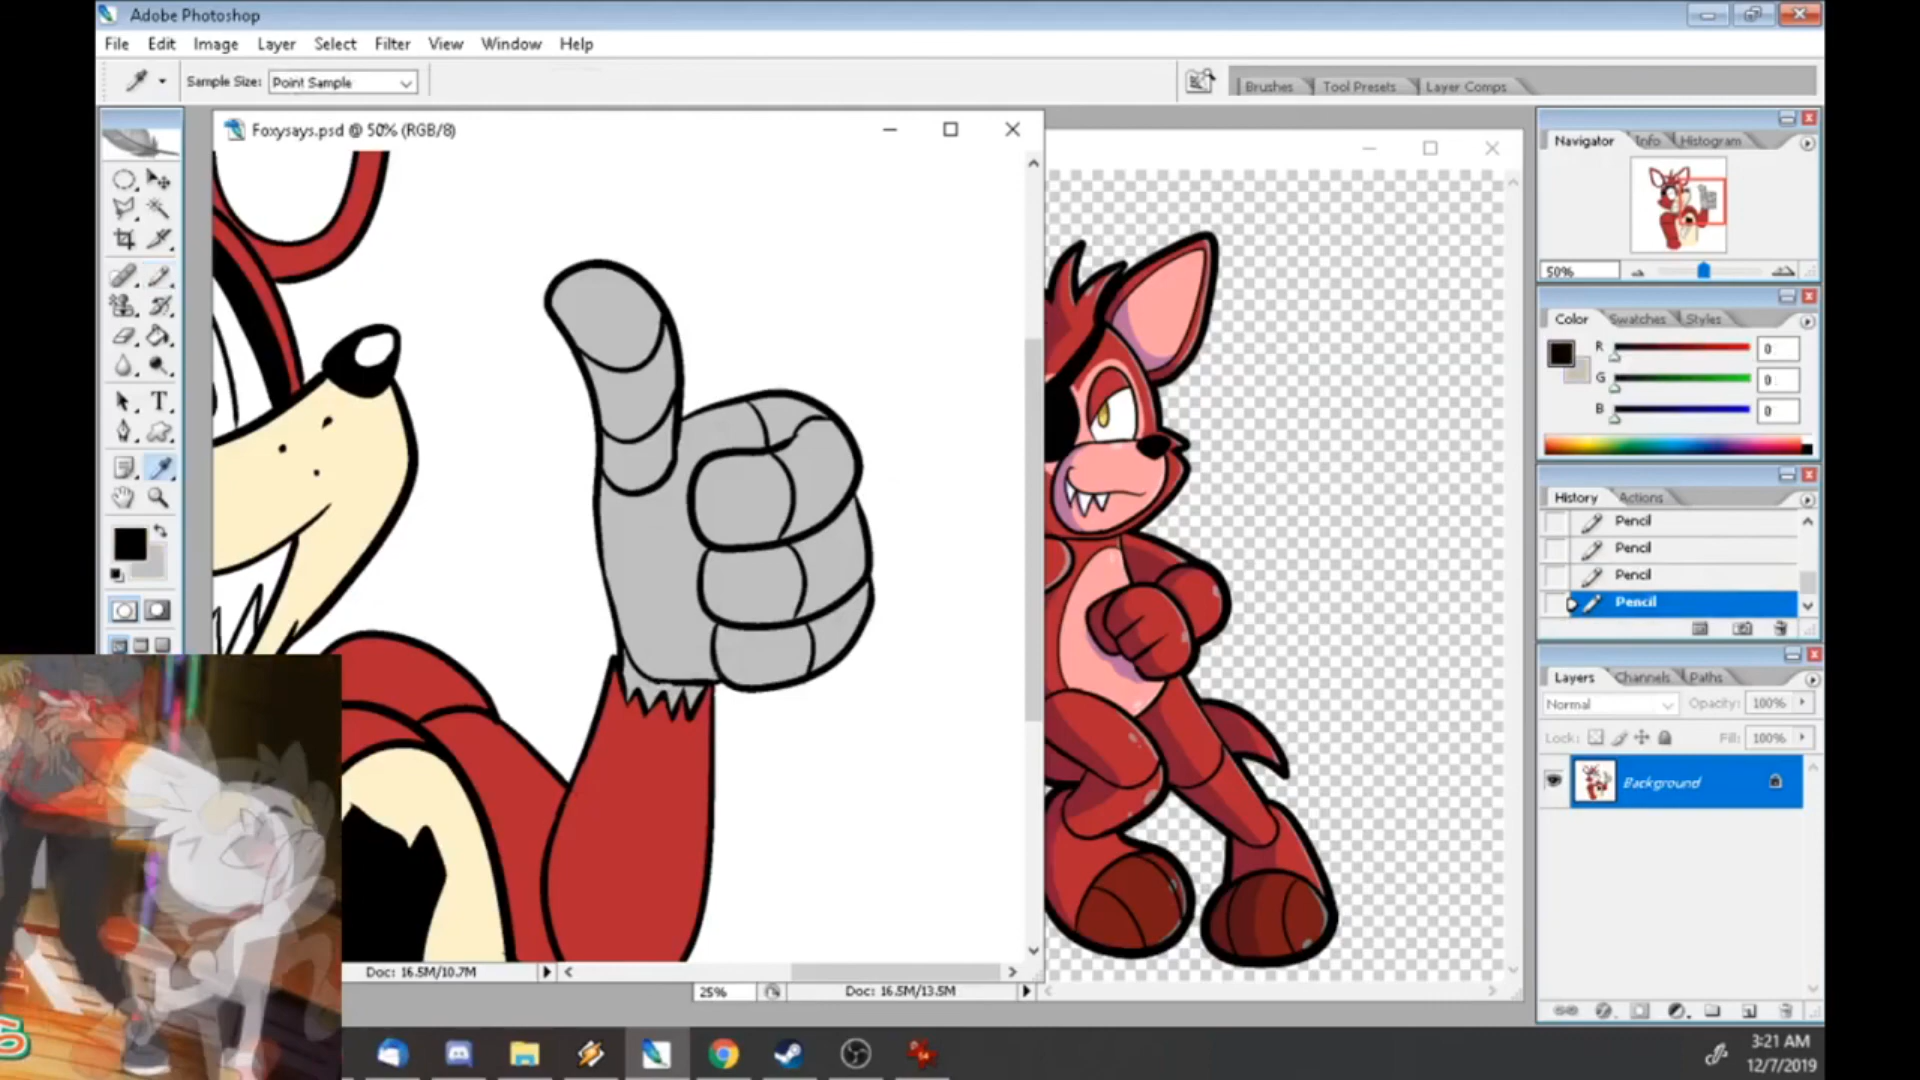 Adobe Photoshop
File Edit Image Layer Select Filter View Window Help
Sample Size: Point Sample
Brushes Tool Presets Layer Comps
Foxysays.psd @ 50% (RGB/8)
Navigator Info Histogram
50%
Color Swatches Styles
R 0
G 0
B 0
History Actions
Pencil
Pencil
Pencil
Pencil
Layers Channels Paths
Normal Opacity: 100%
Lock: Fill: 100%
Background
Doc: 16.5M/10.7M
25% Doc: 16.5M/13.5M
3:21 AM
12/7/2019